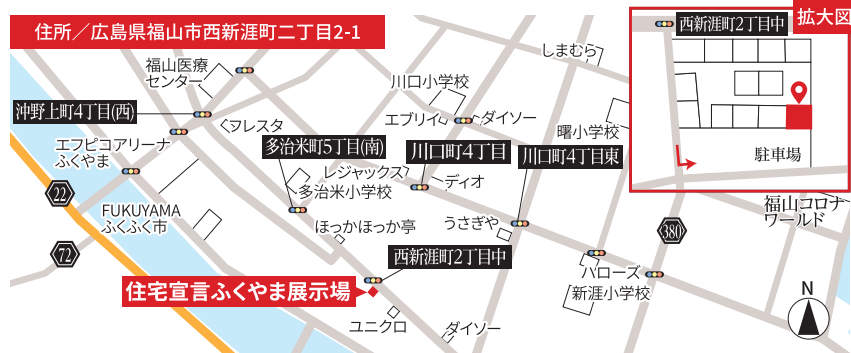 住所／広島県福山市西新涯町二丁目2-1
拡大図
西新涯町2丁目中
駐車場
福山医療
センター
しまむら
川口小学校
沖野上町4丁目(西)
ヲレスタ
エブリイ
ダイソー
曙小学校
エフピコアリーナ
ふくやま
多治米町5丁目(南)
川口町4丁目
川口町4丁目東
レジャックス
ディオ
多治米小学校
22
FUKUYAMA
ふくふく市
ほっかほっか亭
うさぎや
福山コロナ
ワールド
380
72
西新涯町2丁目中
ハローズ
住宅宣言ふくやま展示場
新涯小学校
N
ユニクロ
ダイソー